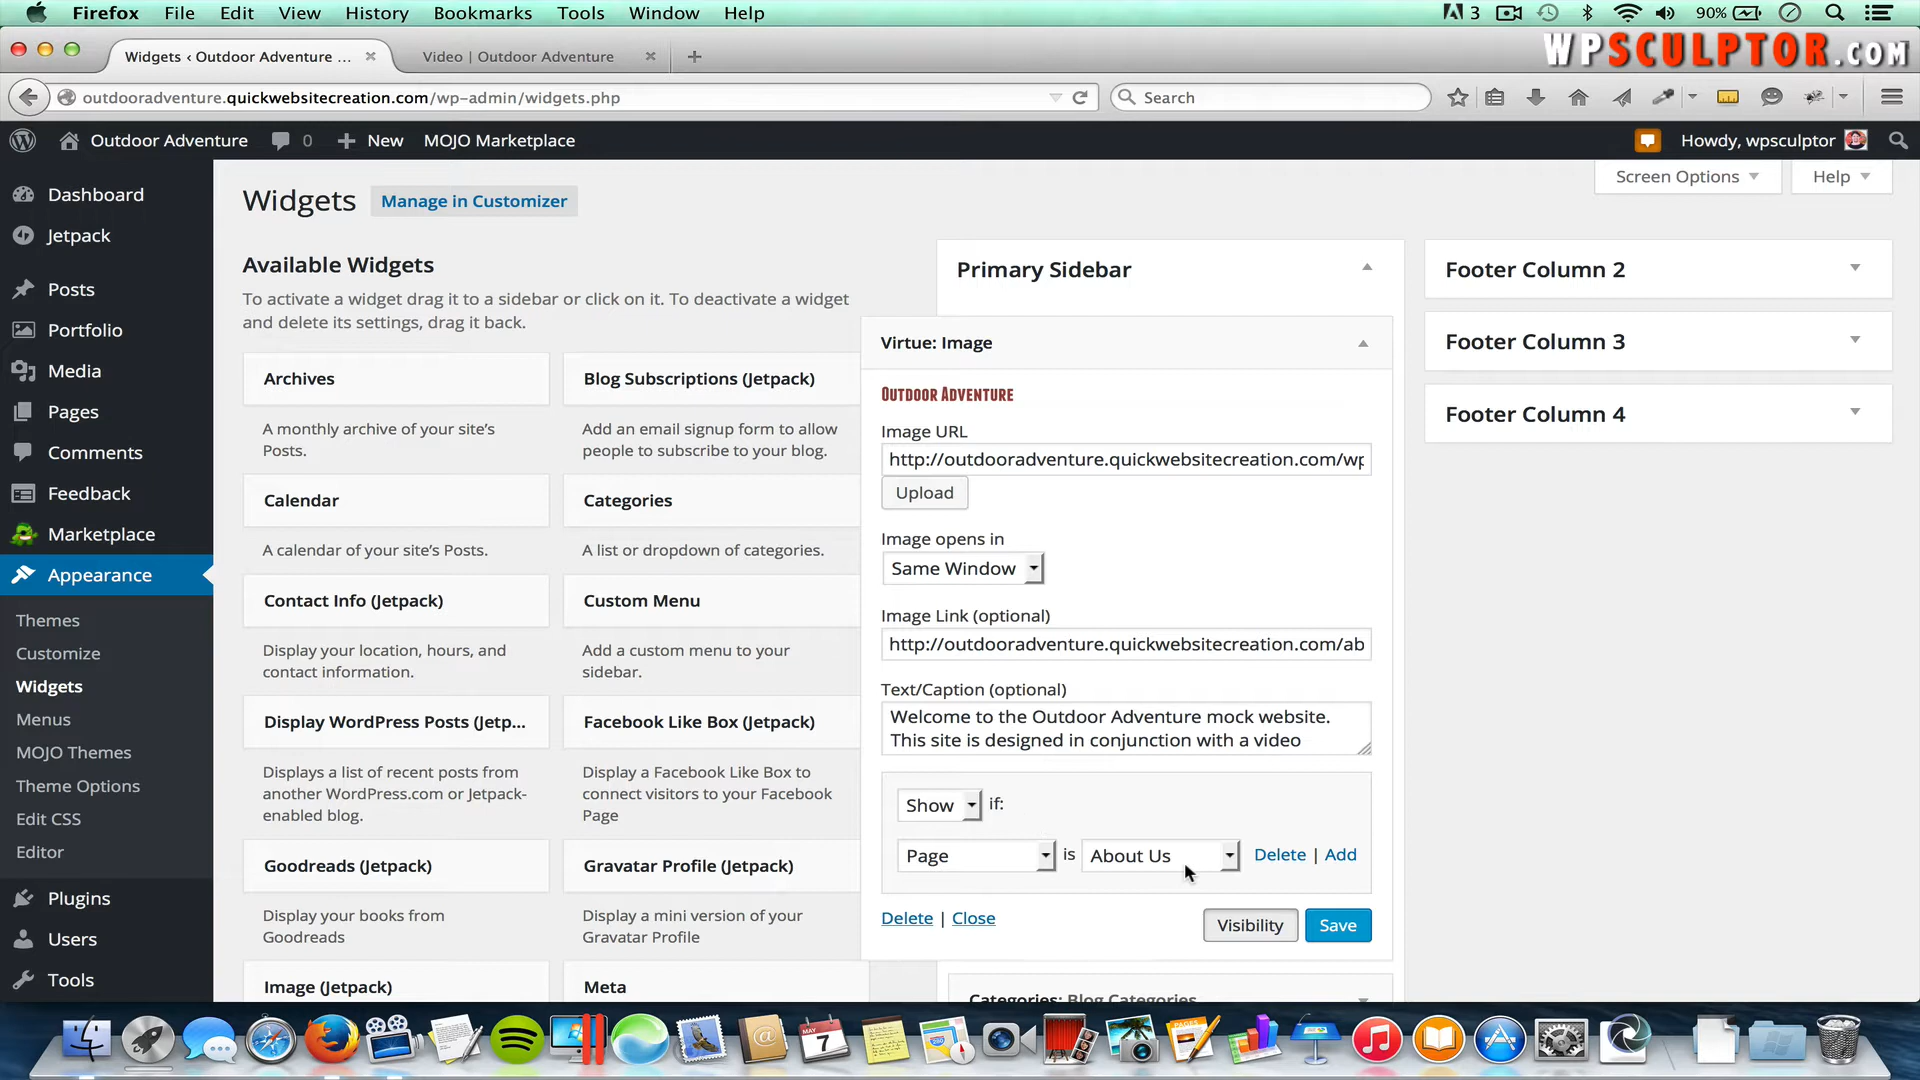 Firefox File Edit View History Bookmarks Tools Window Help 3 90%
WPSCULPTOR.COM
Widgets ‹ Outdoor Adventure ... Video | Outdoor Adventure
outdooradventure.quickwebsitecreation.com/wp-admin/widgets.php Search
Outdoor Adventure 0 New MOJO Marketplace Howdy, wpsculptor
Screen Options Help
Dashboard
Jetpack
Posts
Portfolio
Media
Pages
Comments
Feedback
Marketplace
Appearance
Themes
Customize
Widgets
Menus
MOJO Themes
Theme Options
Edit CSS
Editor
Plugins
Users
Tools
Widgets Manage in Customizer
Available Widgets
To activate a widget drag it to a sidebar or click on it. To deactivate a widget
and delete its settings, drag it back.
Archives
A monthly archive of your site's
Posts.
Blog Subscriptions (Jetpack)
Add an email signup form to allow
people to subscribe to your blog.
Calendar
A calendar of your site's Posts.
Categories
A list or dropdown of categories.
Contact Info (Jetpack)
Display your location, hours, and
contact information.
Custom Menu
Add a custom menu to your
sidebar.
Display WordPress Posts (Jetp...
Displays a list of recent posts from
another WordPress.com or Jetpack-
enabled blog.
Facebook Like Box (Jetpack)
Display a Facebook Like Box to
connect visitors to your Facebook
Page
Goodreads (Jetpack)
Display your books from
Goodreads
Gravatar Profile (Jetpack)
Display a mini version of your
Gravatar Profile
Image (Jetpack)
Meta
Primary Sidebar
Virtue: Image
OUTDOOR ADVENTURE
Image URL
http://outdooradventure.quickwebsitecreation.com/wp
Upload
Image opens in
Same Window
Image Link (optional)
http://outdooradventure.quickwebsitecreation.com/ab
Text/Caption (optional)
Welcome to the Outdoor Adventure mock website.
This site is designed in conjunction with a video
Show if:
Page is About Us Delete | Add
Delete | Close Visibility Save
Categories: Blog Categories
Footer Column 2
Footer Column 3
Footer Column 4
MAY
7
PAGES